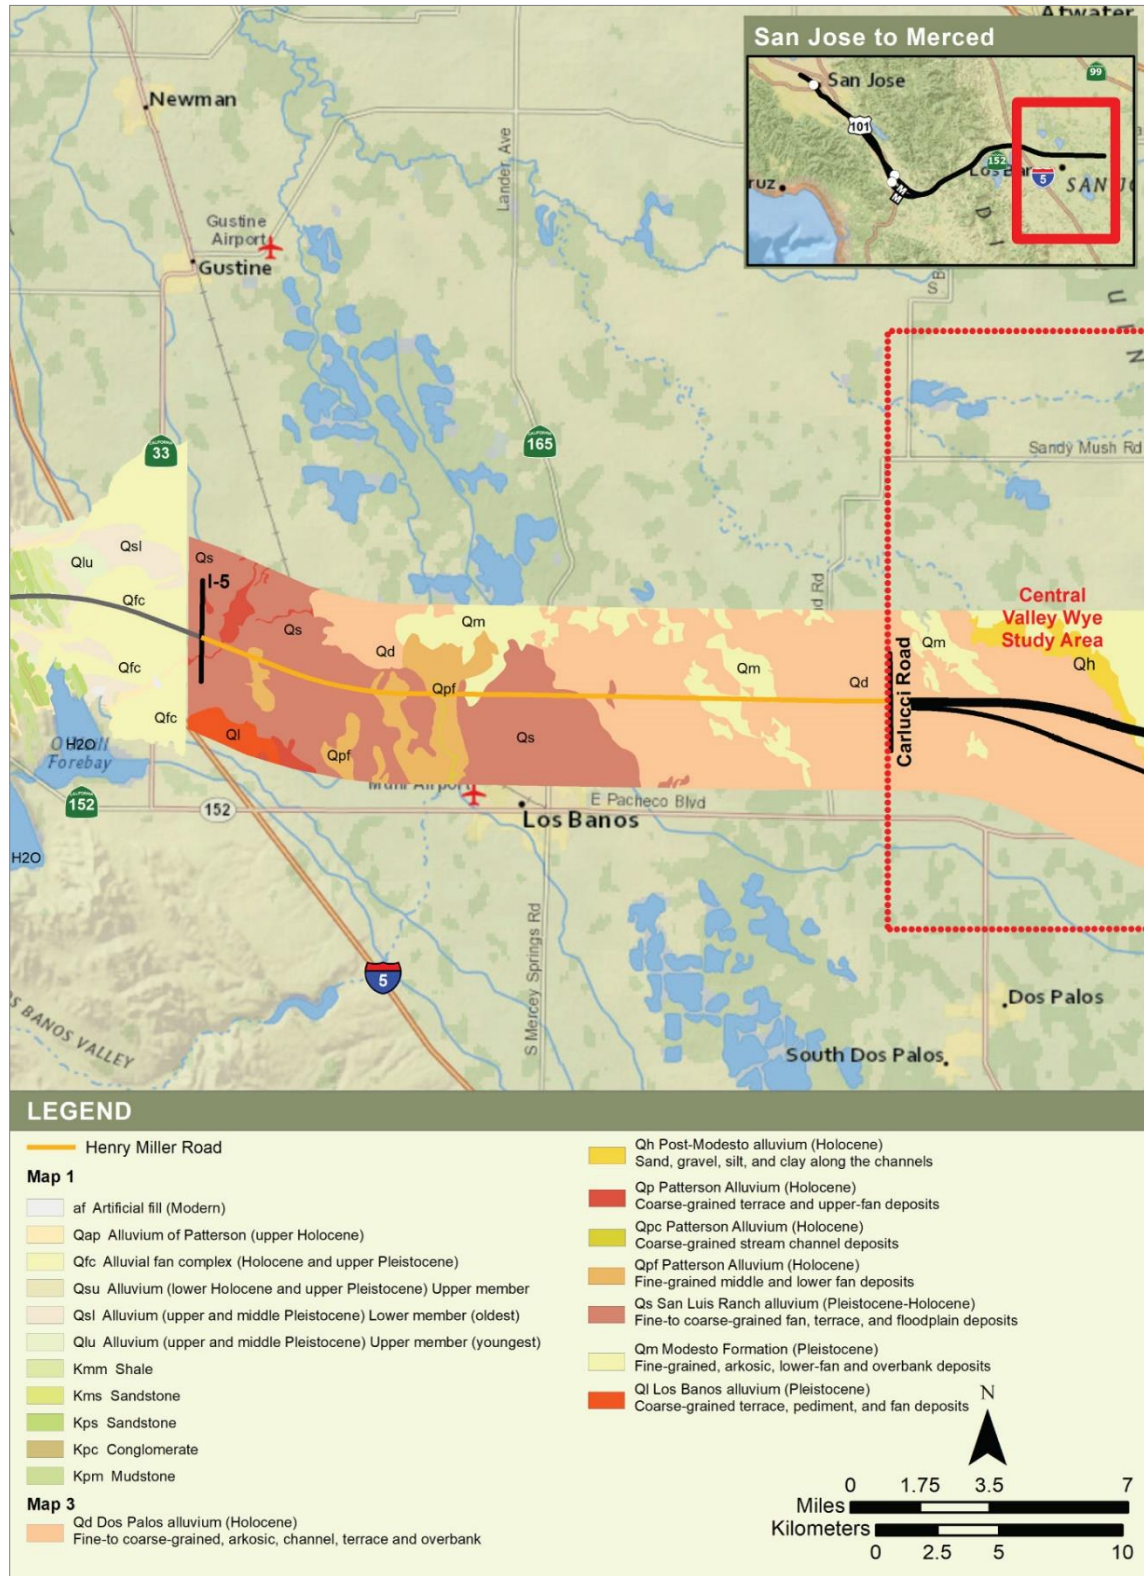 Atwater
San Jose to Merced
San Jose
99
101
152
Los Ban
5
SAN JO
RUZ
M
M
D I
Newman
Lander Ave
Gustine
Airport
Gustine
S B
U I N
33
165
Sandy Mush Rd
Qsl
Qlu
Qs
I-5
Qfc
Qs
Qd
Qm
nd Rd
Central
Valley Wye
Study Area
Qm
Qh
Qfc
Qpf
Qm
Qd
Carlucci Road
Qfc
Ql
Qpf
Qs
H2O
Forebay
CALIFORNIA
152
152
Muni Airport
E Pacheco Blvd
Los Banos
H2O
5
S Mercey Springs Rd
OS BANOS VALLEY
Dos Palos
South Dos Palos
LEGEND
Henry Miller Road
Map 1
af Artificial fill (Modern)
Qap Alluvium of Patterson (upper Holocene)
Qfc Alluvial fan complex (Holocene and upper Pleistocene)
Qsu Alluvium (lower Holocene and upper Pleistocene) Upper member
Qsl Alluvium (upper and middle Pleistocene) Lower member (oldest)
Qlu Alluvium (upper and middle Pleistocene) Upper member (youngest)
Kmm Shale
Kms Sandstone
Kps Sandstone
Kpc Conglomerate
Kpm Mudstone
Map 3
Qd Dos Palos alluvium (Holocene)
Fine-to coarse-grained, arkosic, channel, terrace and overbank
Qh Post-Modesto alluvium (Holocene)
Sand, gravel, silt, and clay along the channels
Qp Patterson Alluvium (Holocene)
Coarse-grained terrace and upper-fan deposits
Qpc Patterson Alluvium (Holocene)
Coarse-grained stream channel deposits
Qpf Patterson Alluvium (Holocene)
Fine-grained middle and lower fan deposits
Qs San Luis Ranch alluvium (Pleistocene-Holocene)
Fine-to coarse-grained fan, terrace, and floodplain deposits
Qm Modesto Formation (Pleistocene)
Fine-grained, arkosic, lower-fan and overbank deposits
Ql Los Banos alluvium (Pleistocene)
Coarse-grained terrace, pediment, and fan deposits
N
0 1.75 3.5 7
Miles
Kilometers
0 2.5 5 10